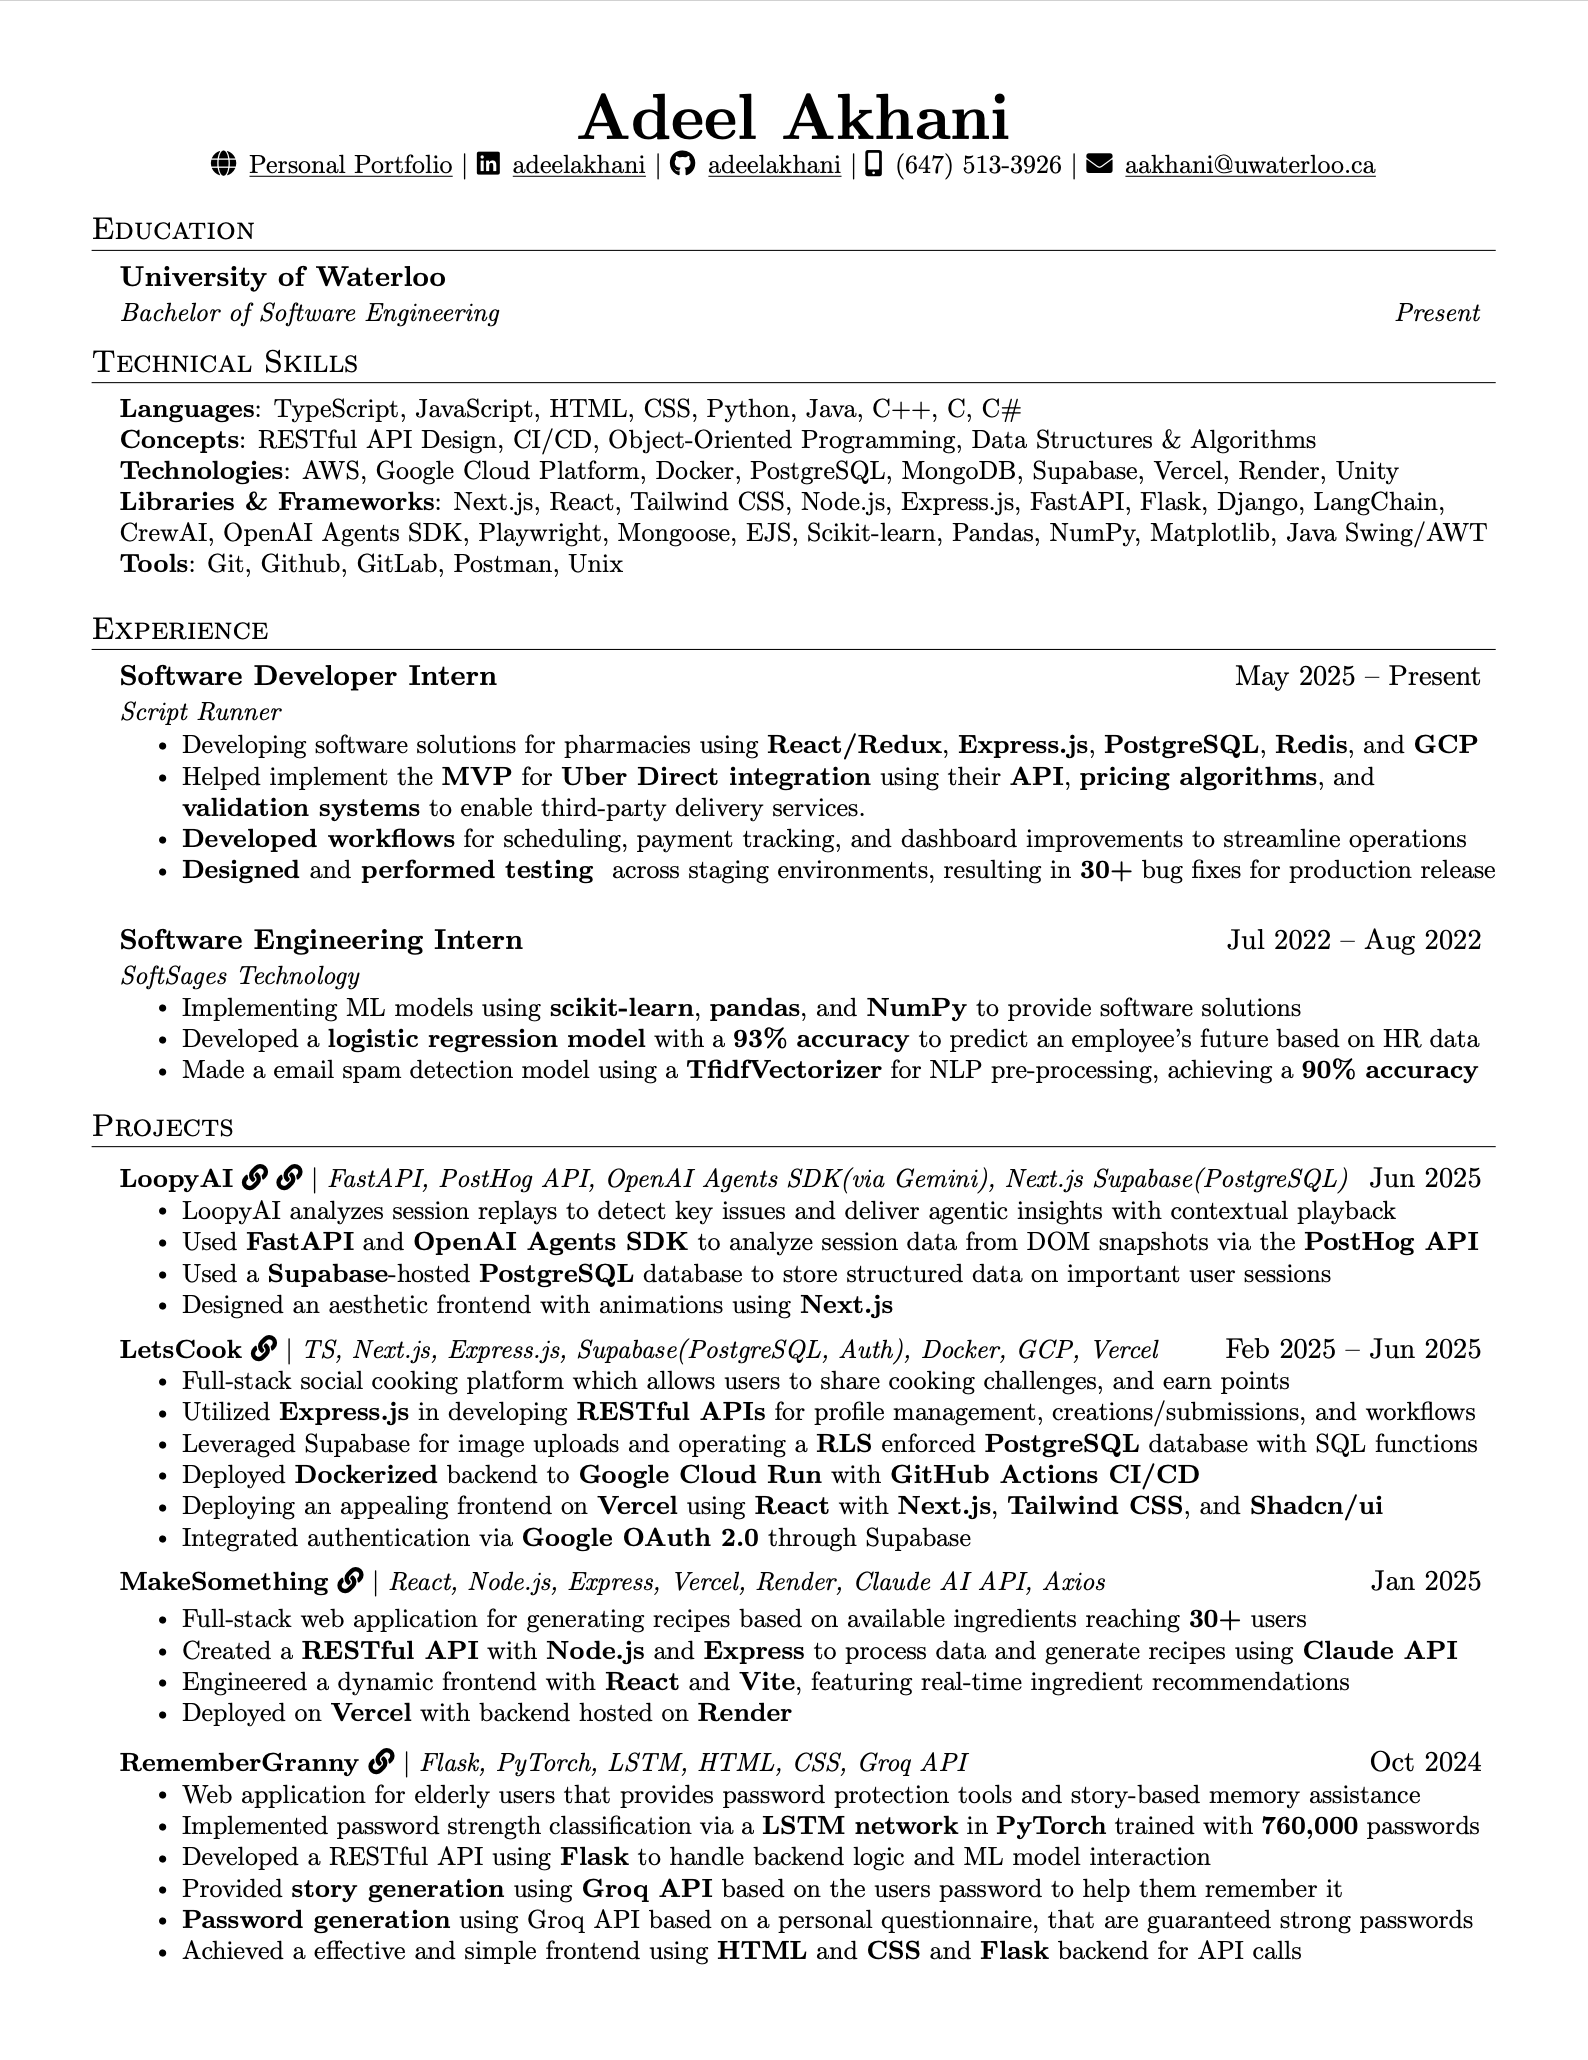 Adeel Akhani
Personal Portfolio | adeelakhani | adeelakhani | (647) 513-3926 | aakhani@uwaterloo.ca
Education
University of Waterloo
Bachelor of Software Engineering Present
Technical Skills
Languages: TypeScript, JavaScript, HTML, CSS, Python, Java, C++, C, C#
Concepts: RESTful API Design, CI/CD, Object-Oriented Programming, Data Structures & Algorithms
Technologies: AWS, Google Cloud Platform, Docker, PostgreSQL, MongoDB, Supabase, Vercel, Render, Unity
Libraries & Frameworks: Next.js, React, Tailwind CSS, Node.js, Express.js, FastAPI, Flask, Django, LangChain,
CrewAI, OpenAI Agents SDK, Playwright, Mongoose, EJS, Scikit-learn, Pandas, NumPy, Matplotlib, Java Swing/AWT
Tools: Git, Github, GitLab, Postman, Unix
Experience
Software Developer Intern May 2025 – Present
Script Runner
• Developing software solutions for pharmacies using React/Redux, Express.js, PostgreSQL, Redis, and GCP
• Helped implement the MVP for Uber Direct integration using their API, pricing algorithms, and
validation systems to enable third-party delivery services.
• Developed workflows for scheduling, payment tracking, and dashboard improvements to streamline operations
• Designed and performed testing across staging environments, resulting in 30+ bug fixes for production release
Software Engineering Intern Jul 2022 – Aug 2022
SoftSages Technology
• Implementing ML models using scikit-learn, pandas, and NumPy to provide software solutions
• Developed a logistic regression model with a 93% accuracy to predict an employee's future based on HR data
• Made a email spam detection model using a TfidfVectorizer for NLP pre-processing, achieving a 90% accuracy
Projects
LoopyAI | FastAPI, PostHog API, OpenAI Agents SDK(via Gemini), Next.js Supabase(PostgreSQL) Jun 2025
• LoopyAI analyzes session replays to detect key issues and deliver agentic insights with contextual playback
• Used FastAPI and OpenAI Agents SDK to analyze session data from DOM snapshots via the PostHog API
• Used a Supabase-hosted PostgreSQL database to store structured data on important user sessions
• Designed an aesthetic frontend with animations using Next.js
LetsCook | TS, Next.js, Express.js, Supabase(PostgreSQL, Auth), Docker, GCP, Vercel Feb 2025 – Jun 2025
• Full-stack social cooking platform which allows users to share cooking challenges, and earn points
• Utilized Express.js in developing RESTful APIs for profile management, creations/submissions, and workflows
• Leveraged Supabase for image uploads and operating a RLS enforced PostgreSQL database with SQL functions
• Deployed Dockerized backend to Google Cloud Run with GitHub Actions CI/CD
• Deploying an appealing frontend on Vercel using React with Next.js, Tailwind CSS, and Shadcn/ui
• Integrated authentication via Google OAuth 2.0 through Supabase
MakeSomething | React, Node.js, Express, Vercel, Render, Claude AI API, Axios Jan 2025
• Full-stack web application for generating recipes based on available ingredients reaching 30+ users
• Created a RESTful API with Node.js and Express to process data and generate recipes using Claude API
• Engineered a dynamic frontend with React and Vite, featuring real-time ingredient recommendations
• Deployed on Vercel with backend hosted on Render
RememberGranny | Flask, PyTorch, LSTM, HTML, CSS, Groq API Oct 2024
• Web application for elderly users that provides password protection tools and story-based memory assistance
• Implemented password strength classification via a LSTM network in PyTorch trained with 760,000 passwords
• Developed a RESTful API using Flask to handle backend logic and ML model interaction
• Provided story generation using Groq API based on the users password to help them remember it
• Password generation using Groq API based on a personal questionnaire, that are guaranteed strong passwords
• Achieved a effective and simple frontend using HTML and CSS and Flask backend for API calls